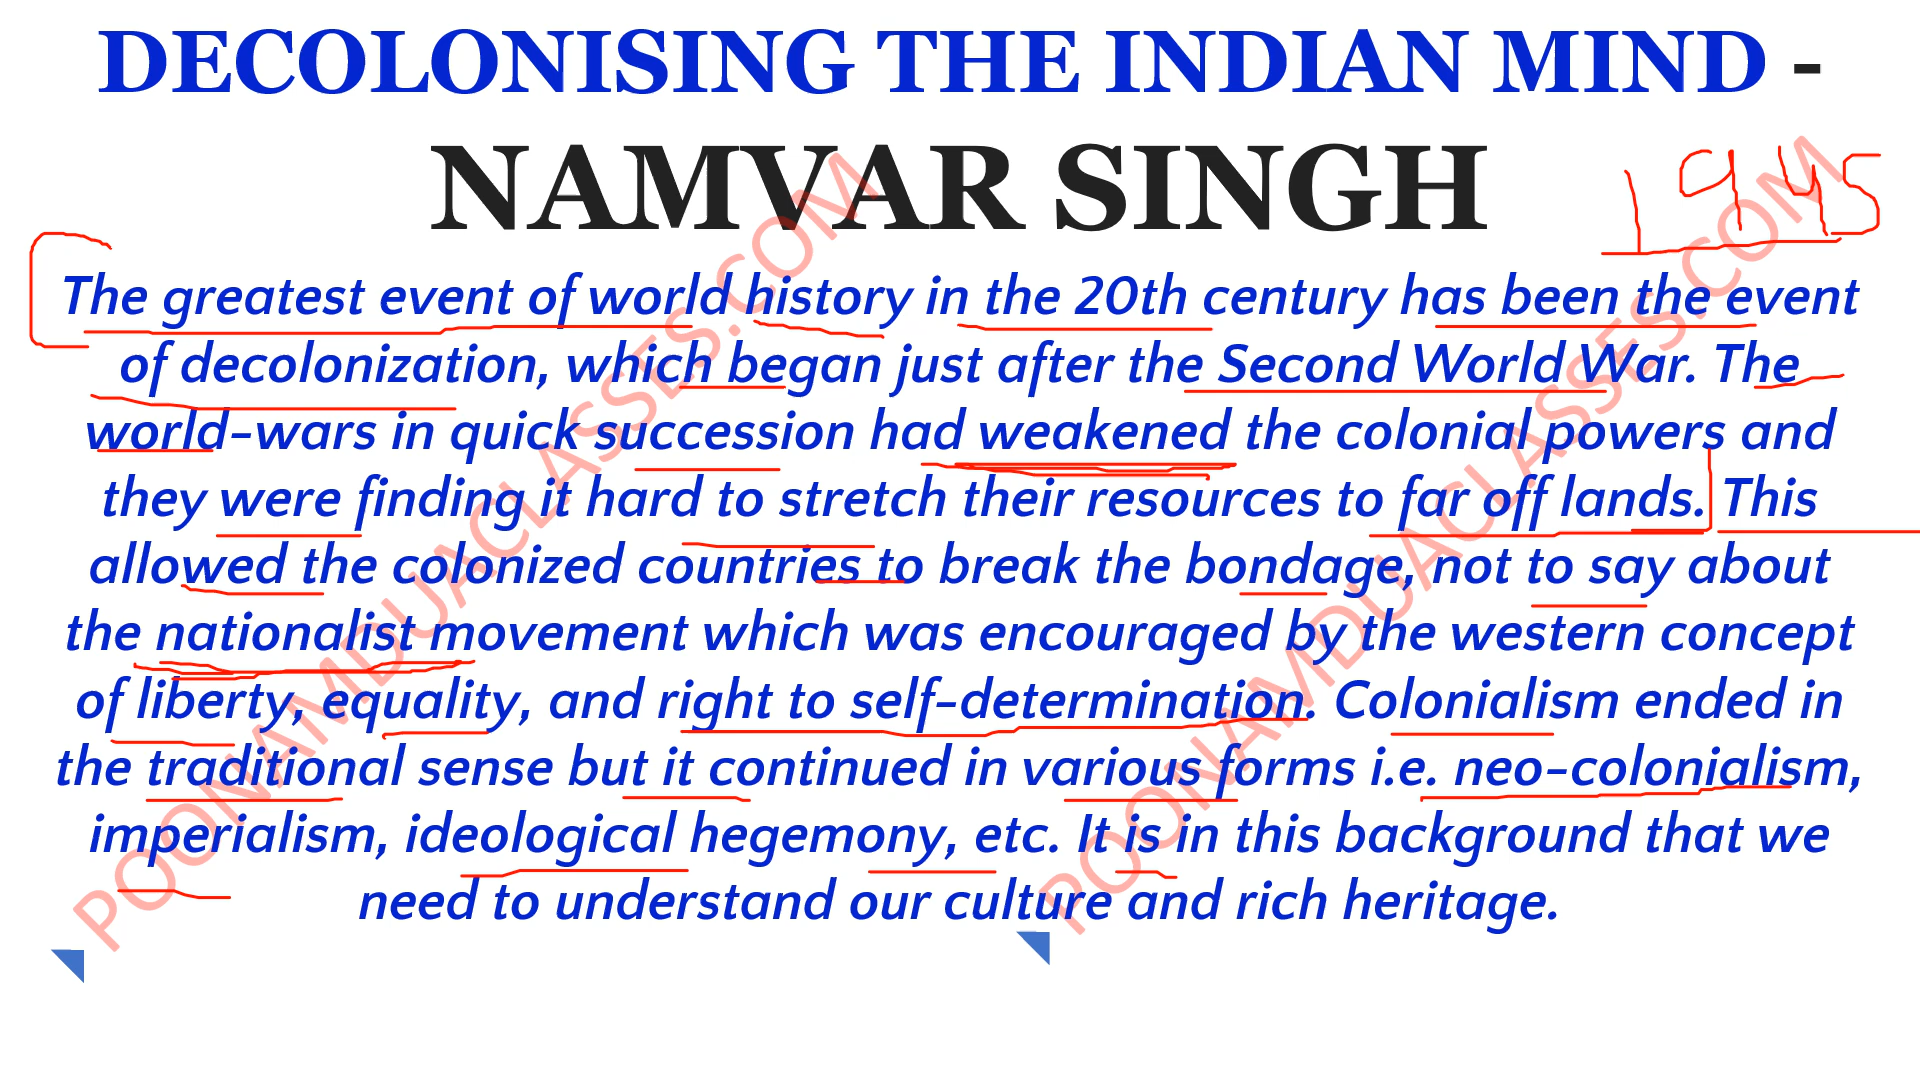 DECOLONISING THE INDIAN MIND -
NAMVAR SINGH
1945
The greatest event of world history in the 20th century has been the event
of decolonization, which began just after the Second World War. The
world-wars in quick succession had weakened the colonial powers and
they were finding it hard to stretch their resources to far off lands. This
allowed the colonized countries to break the bondage, not to say about
the nationalist movement which was encouraged by the western concept
of liberty, equality, and right to self-determination. Colonialism ended in
the traditional sense but it continued in various forms i.e. neo-colonialism,
imperialism, ideological hegemony, etc. It is in this background that we
need to understand our culture and rich heritage.
POONAMDUACLASSES.COM
POONAMDUACLASSES.COM